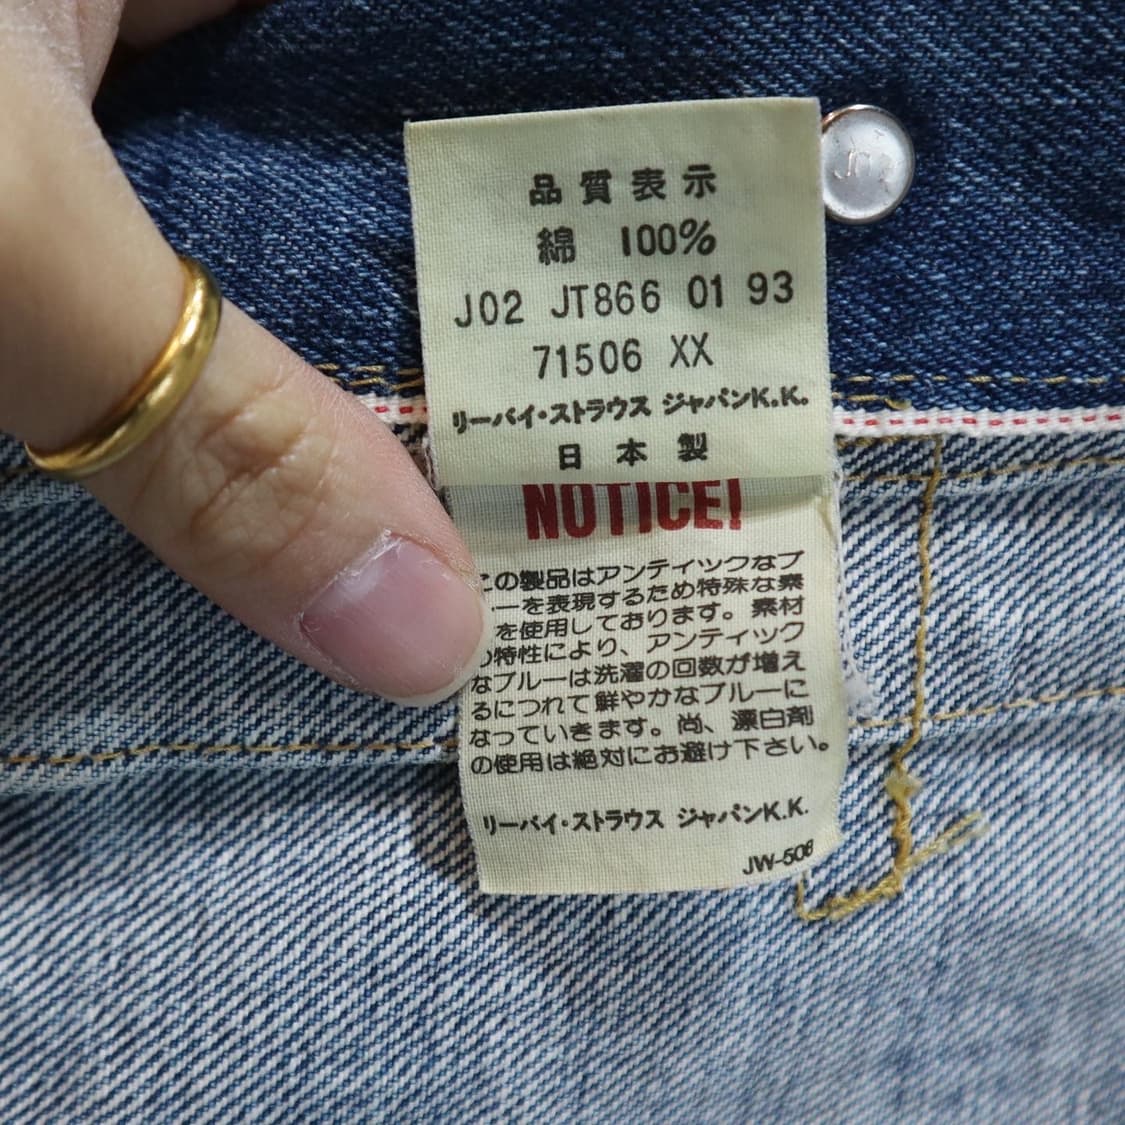 品質表示
綿 100%
J02 JT866 01 93
71506 XX
リーバイ・ストラウス ジャパンK.K.
日本製
NOTICE!
この製品はアンティックなブ
ーを表現するため特殊な素
を使用しております。素材
の特性により、アンティック
なブルーは洗濯の回数が増え
るにつれて鮮やかなブルーに
なっていきます。尚、漂白剤
の使用は絶対にお避け下さい。
リーバイ・ストラウス ジャパンK.K.
JW-506
J02